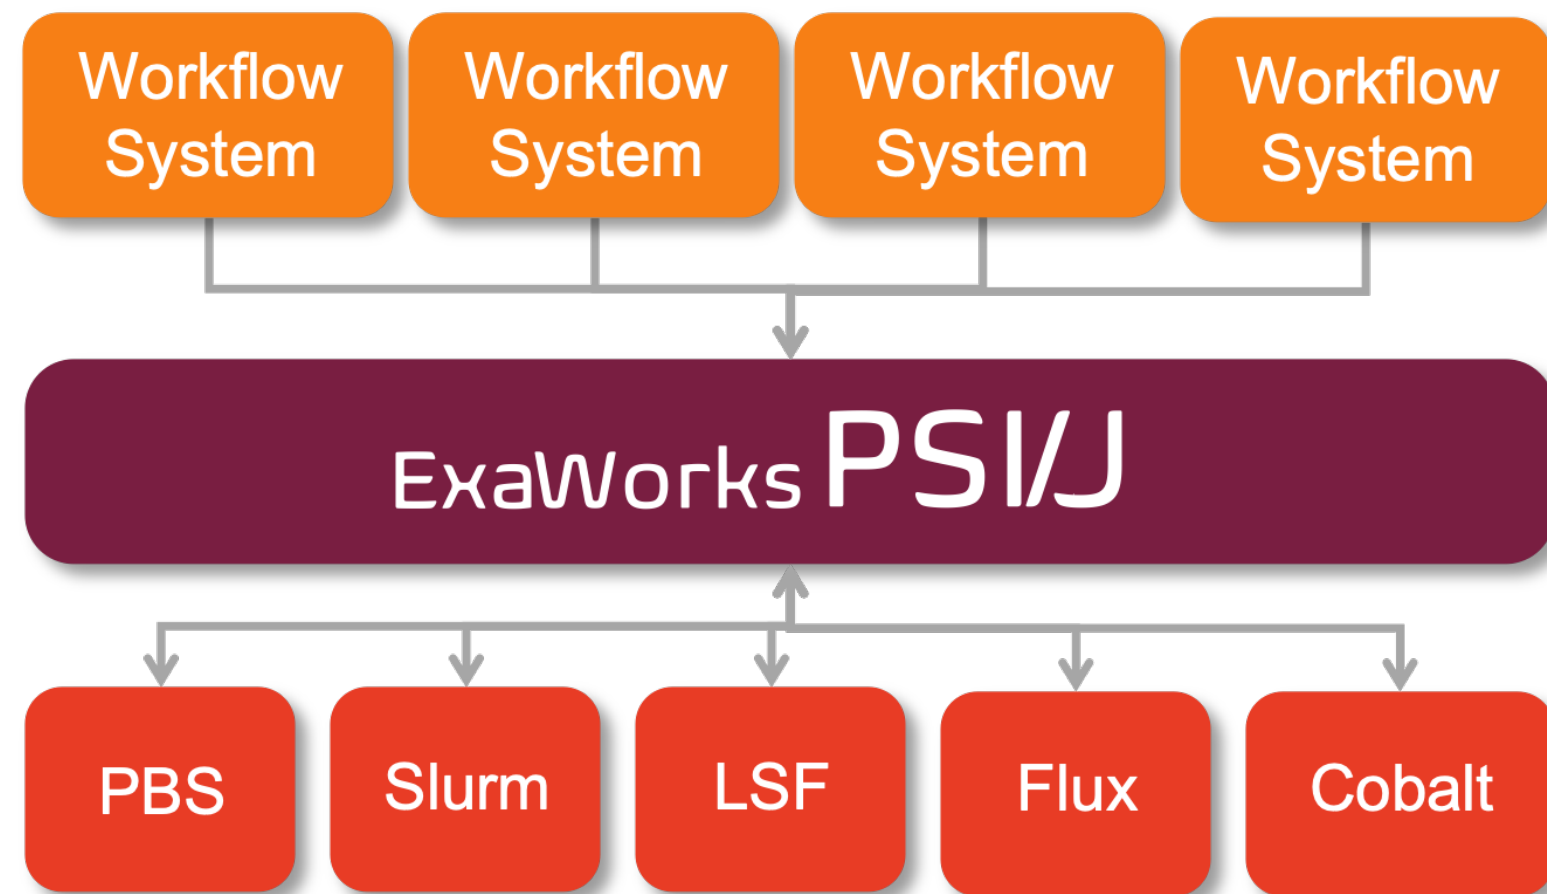 Workflow
System
Workflow
System
Workflow
System
Workflow
System
ExaWorks PSI/J
PBS
Slurm
LSF
Flux
Cobalt